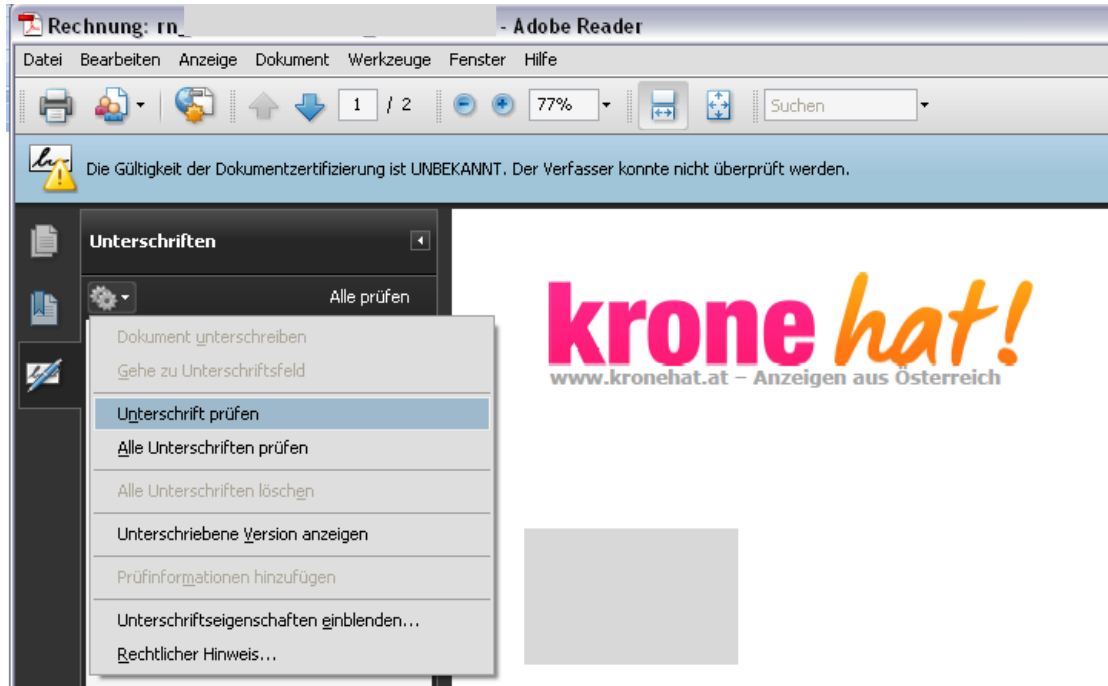 Rechnung: rn_ _ - Adobe Reader
Datei Bearbeiten Anzeige Dokument Werkzeuge Fenster Hilfe
1 / 2 77% Suchen
Die Gültigkeit der Dokumentzertifizierung ist UNBEKANNT. Der Verfasser konnte nicht überprüft werden.
Unterschriften
Alle prüfen
Dokument unterschreiben
Gehe zu Unterschriftsfeld
Unterschrift prüfen
Alle Unterschriften prüfen
Alle Unterschriften löschen
Unterschriebene Version anzeigen
Prüfinformationen hinzufügen
Unterschriftseigenschaften einblenden...
Rechtlicher Hinweis...
krone hat!
www.kronehat.at – Anzeigen aus Österreich